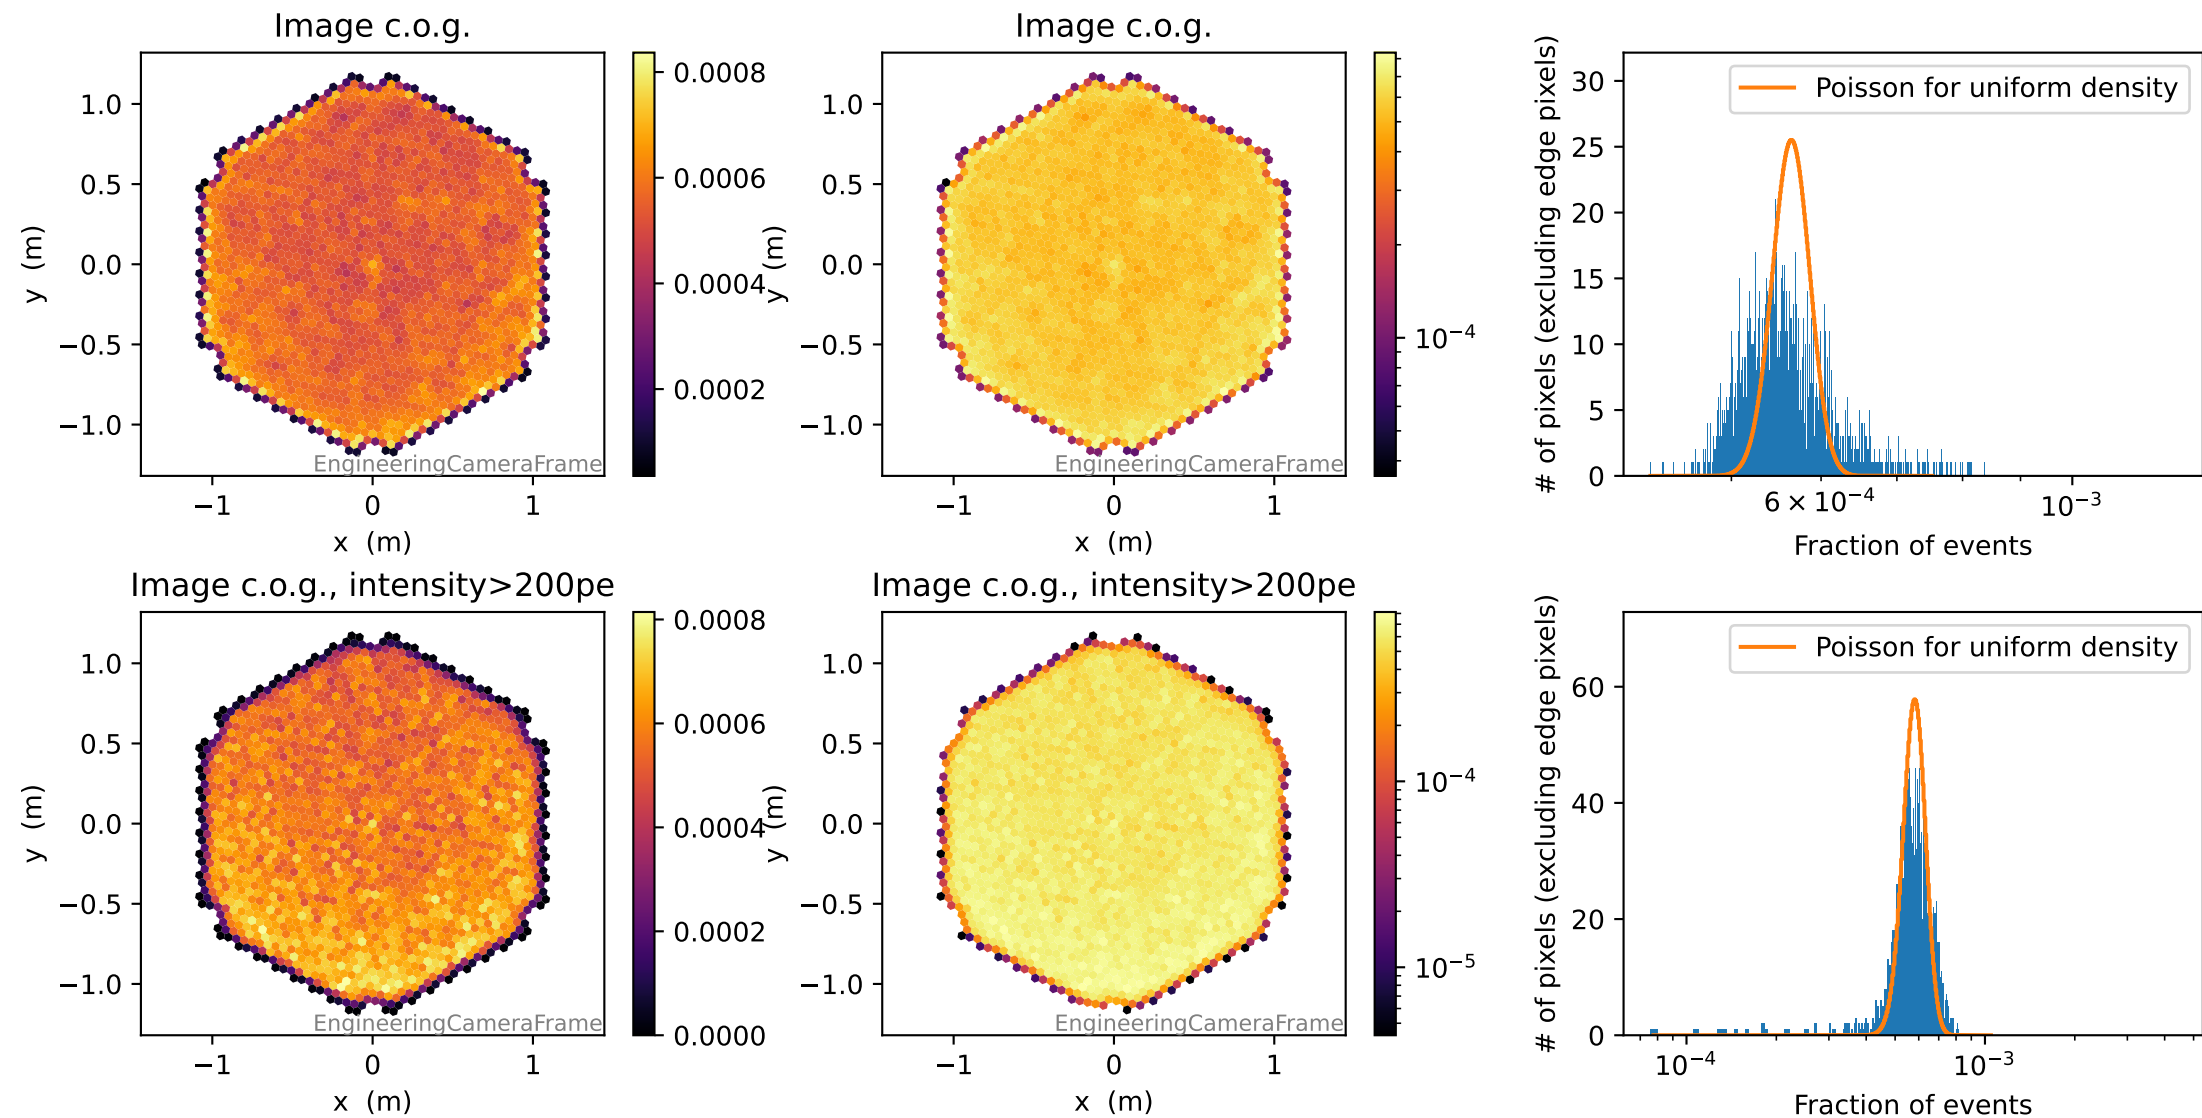 Image c.o.g.
1.0
0.5
0.0
−0.5
−1.0
y (m)
−1
0
1
x (m)
EngineeringCameraFrame
0.0008
0.0006
0.0004
0.0002
Image c.o.g.
1.0
0.5
0.0
−0.5
−1.0
y (m)
−1
0
1
x (m)
EngineeringCameraFrame
10⁻⁴
# of pixels (excluding edge pixels)
30
25
20
15
10
5
0
Poisson for uniform density
6 × 10⁻⁴
10⁻³
Fraction of events
Image c.o.g., intensity>200pe
1.0
0.5
0.0
−0.5
−1.0
y (m)
−1
0
1
x (m)
EngineeringCameraFrame
0.0008
0.0006
0.0004
0.0002
0.0000
Image c.o.g., intensity>200pe
1.0
0.5
0.0
−0.5
−1.0
y (m)
−1
0
1
x (m)
EngineeringCameraFrame
10⁻⁴
10⁻⁵
# of pixels (excluding edge pixels)
60
40
20
0
Poisson for uniform density
10⁻⁴
10⁻³
Fraction of events